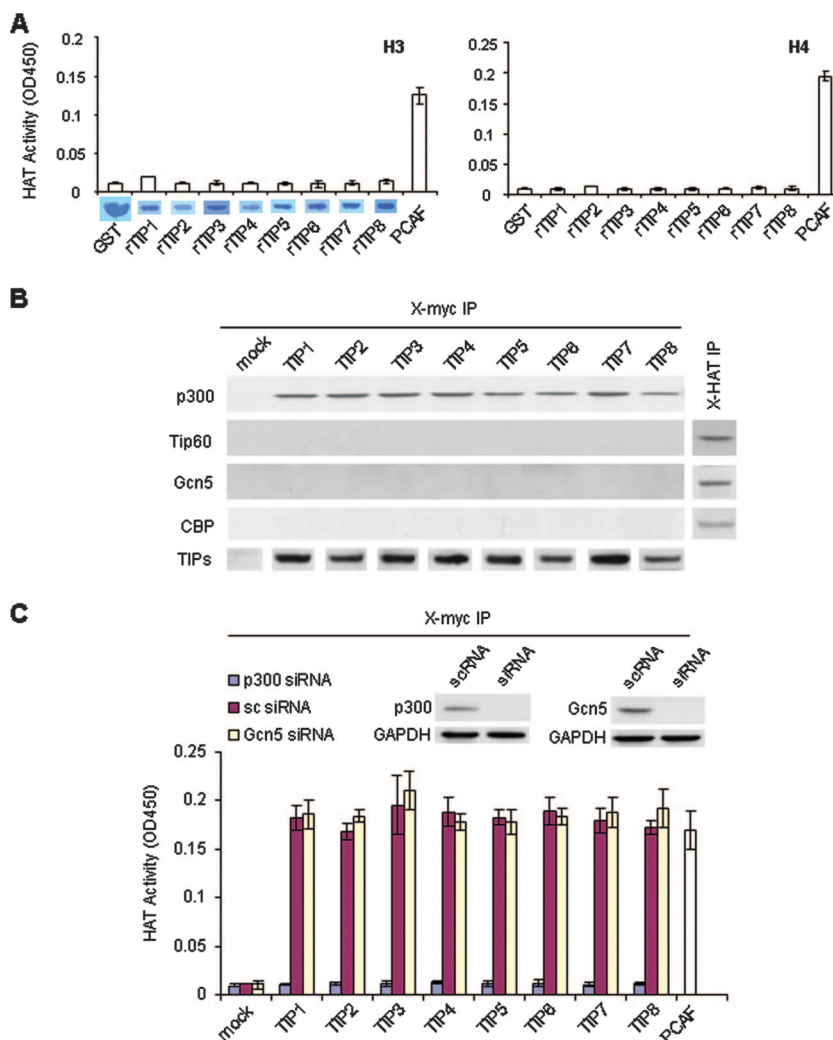 A
HAT Activity (OD450)
0.2
0.15
0.1
0.05
0
H3
GST
rTIP1
rTIP2
rTIP3
rTIP4
rTIP5
rTIP6
rTIP7
rTIP8
PCAF
0.25
0.2
0.15
0.1
0.05
0
H4
GST
rTIP1
rTIP2
rTIP3
rTIP4
rTIP5
rTIP6
rTIP7
rTIP8
PCAF
B
X-myc IP
mock
TIP1
TIP2
TIP3
TIP4
TIP5
TIP6
TIP7
TIP8
X-HAT IP
p300
Tip60
Gcn5
CBP
TIPs
C
X-myc IP
p300 siRNA
sc siRNA
Gcn5 siRNA
scRNA
siRNA
p300
GAPDH
scRNA
siRNA
Gcn5
GAPDH
HAT Activity (OD450)
0.25
0.2
0.15
0.1
0.05
0
mock
TIP1
TIP2
TIP3
TIP4
TIP5
TIP6
TIP7
TIP8
PCAF